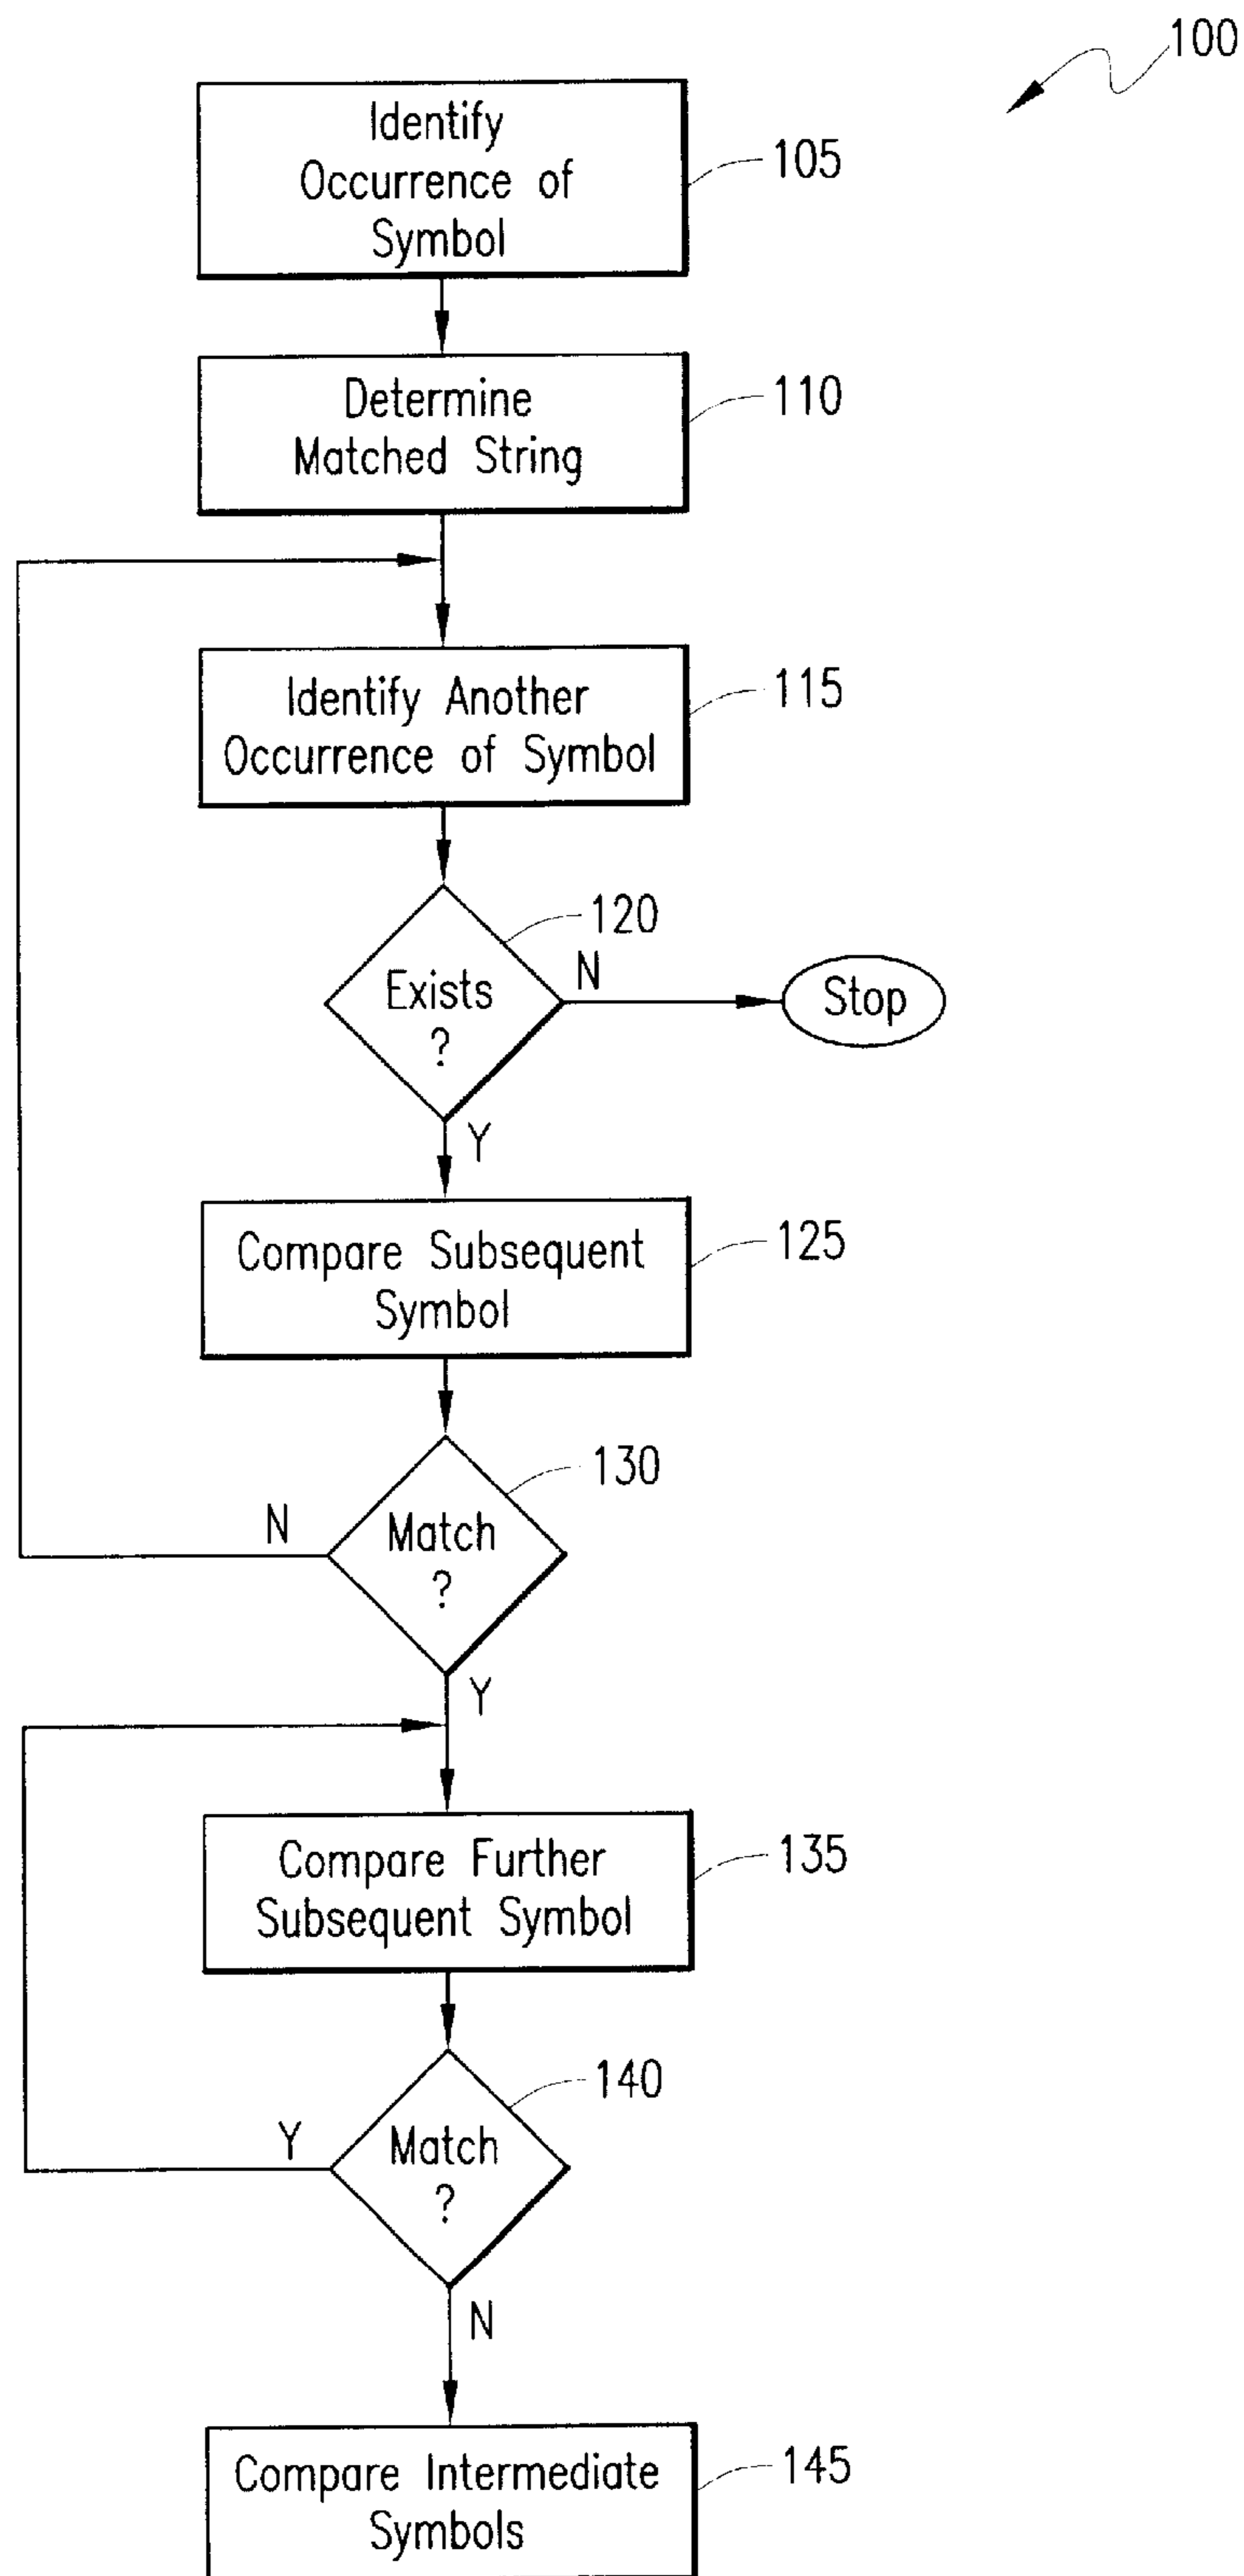 100
Identify
Occurrence of
Symbol
105
Determine
Matched String
110
Identify Another
Occurrence of Symbol
115
120
Exists
?
N
Stop
Y
Compare Subsequent
Symbol
125
130
N
Match
?
Y
Compare Further
Subsequent Symbol
135
140
Y
Match
?
N
Compare Intermediate
Symbols
145